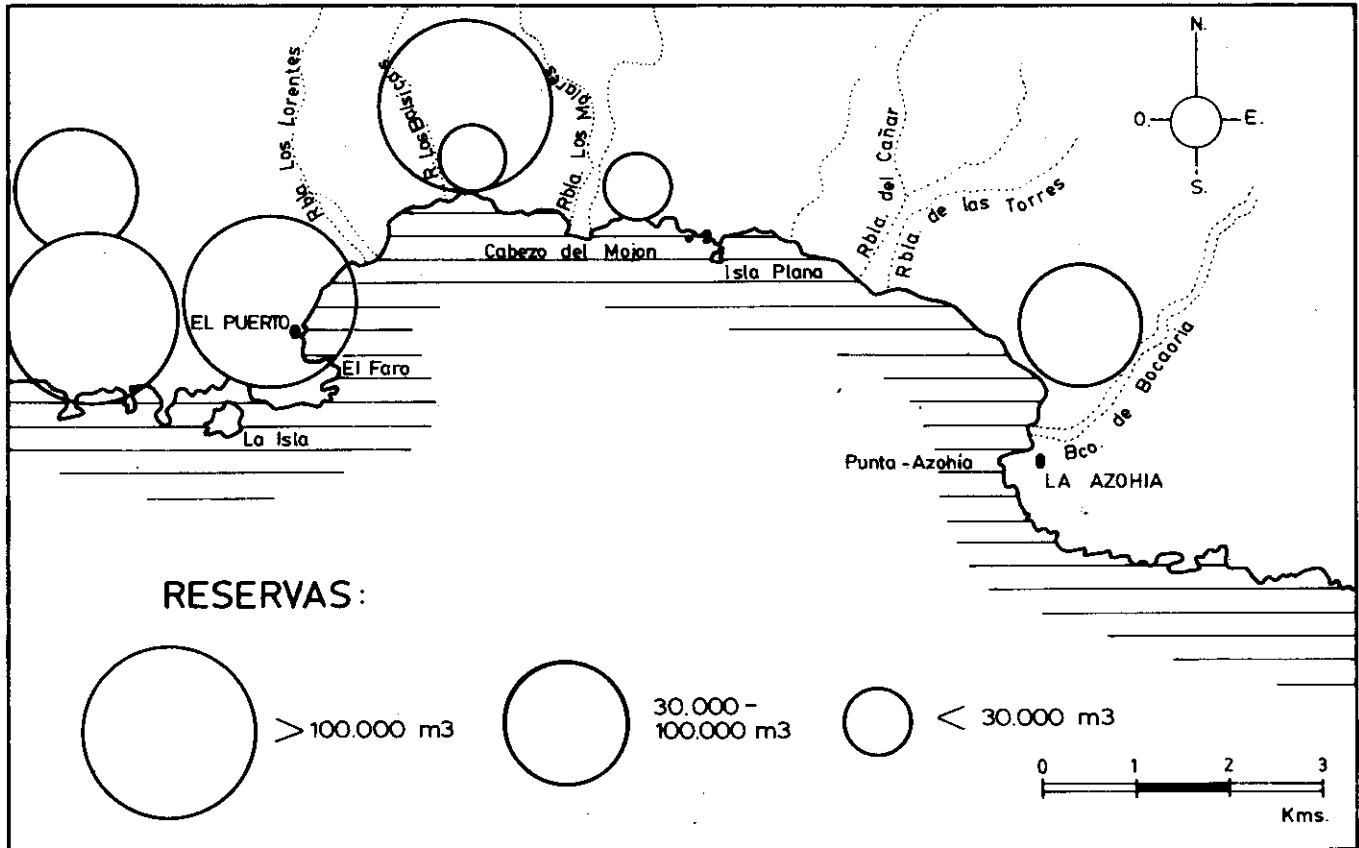 N.
O.
E.
S.
Rbla Los Lorentes
R. Los Balsicas
Rbla Los Molares
Rbla. del Cañar
Rbla. de las Torres
Cabezo del Mojon
Isla Plana
EL PUERTO
El Faro
La Isla
Bco. de Bocaoria
Punta-Azohia
LA AZOHIA
RESERVAS:
> 100.000 m3
30.000-
100.000 m3
< 30.000 m3
0 1 2 3
Kms.